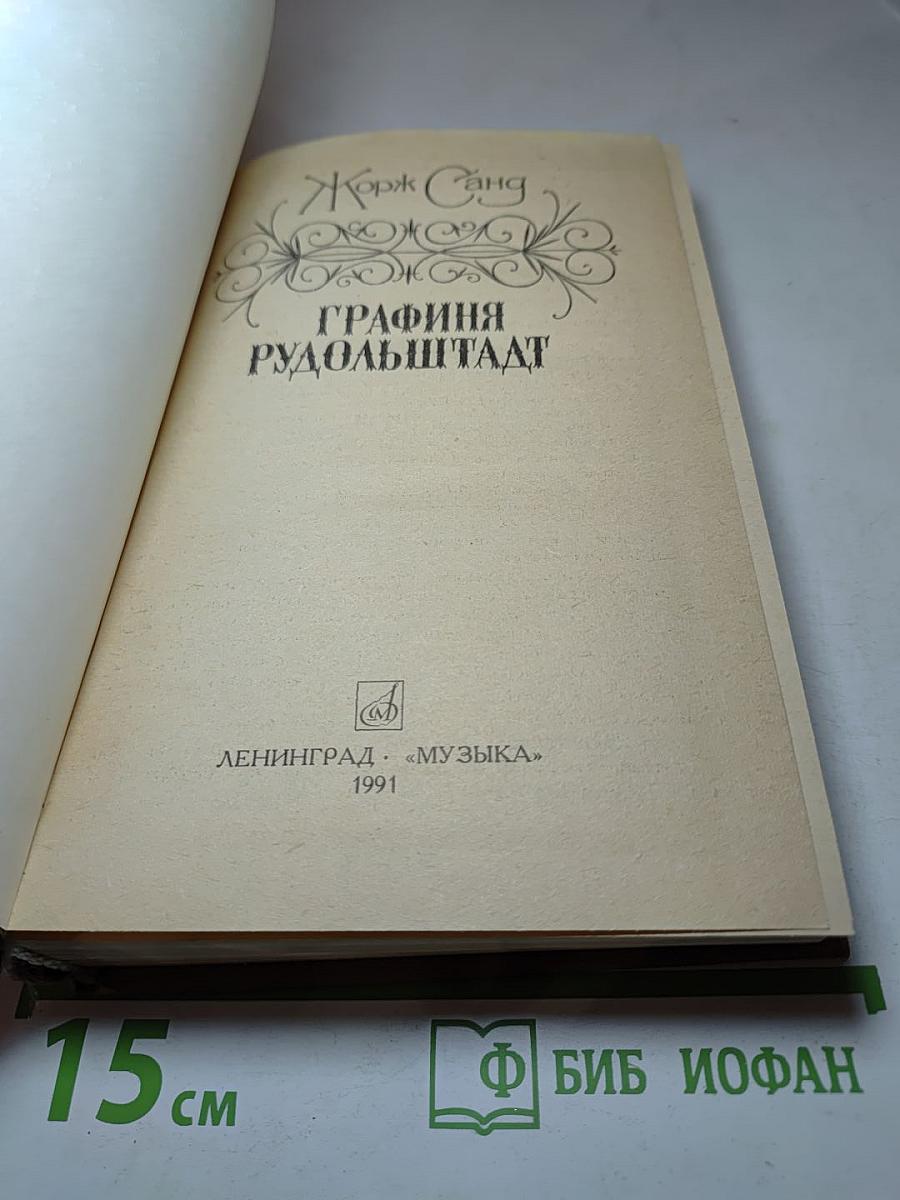 Жорж Санд
ГРАФИНЯ
РУДОЛЬШТАДТ
М
ЛЕНИНГРАД · «МУЗЫКА»
1991
15 см
Ф БИБ ИОФАН